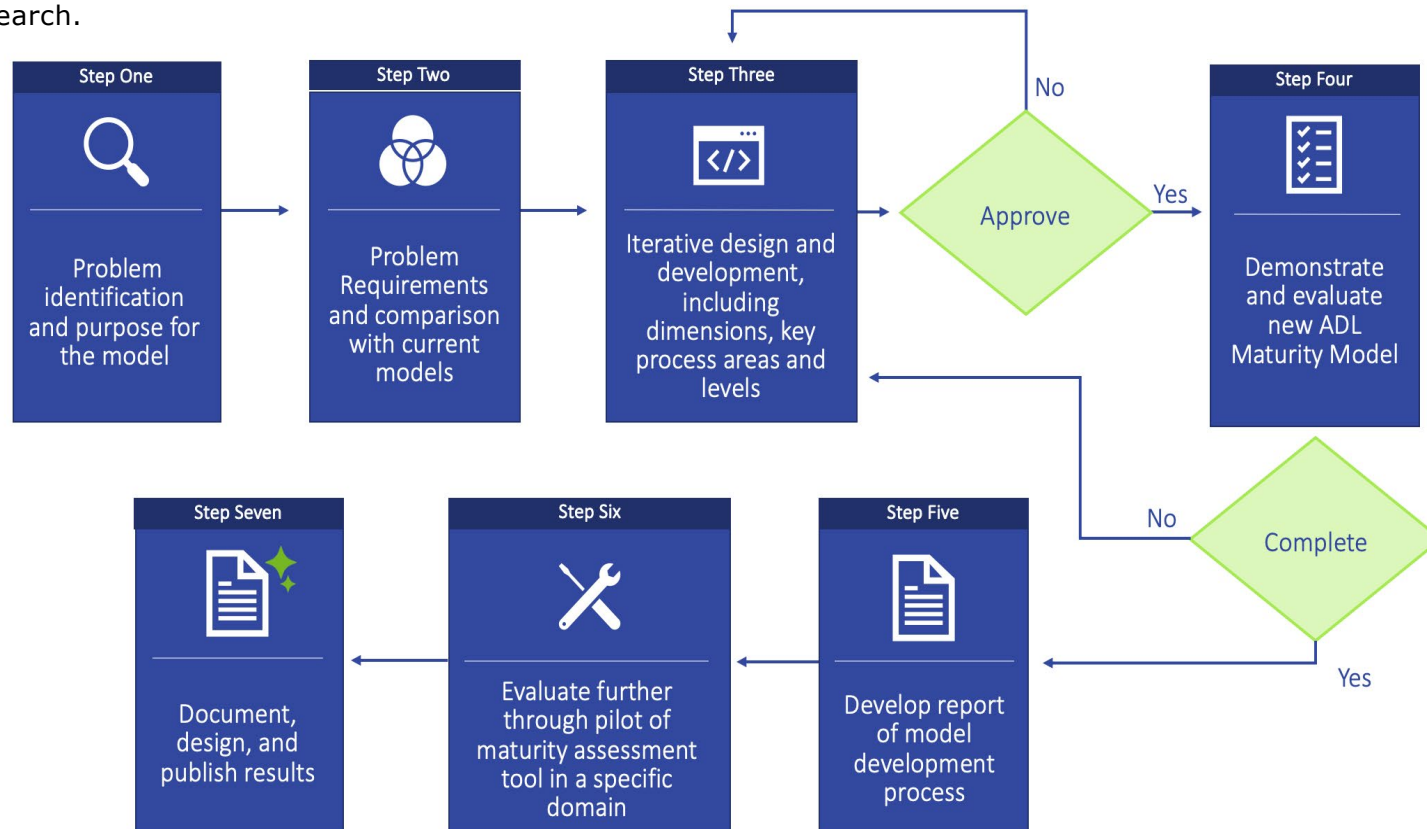 earch.
Step One
Problem
identification
and purpose for
the model
Step Two
Problem
Requirements
and comparison
with current
models
Step Three
</>
Iterative design and
development,
including
dimensions, key
process areas and
levels
Approve
No
Yes
Step Four
Demonstrate
and evaluate
new ADL
Maturity Model
Complete
No
Yes
Step Five
Develop report
of model
development
process
Step Six
Evaluate further
through pilot of
maturity assessment
tool in a specific
domain
Step Seven
Document,
design, and
publish results